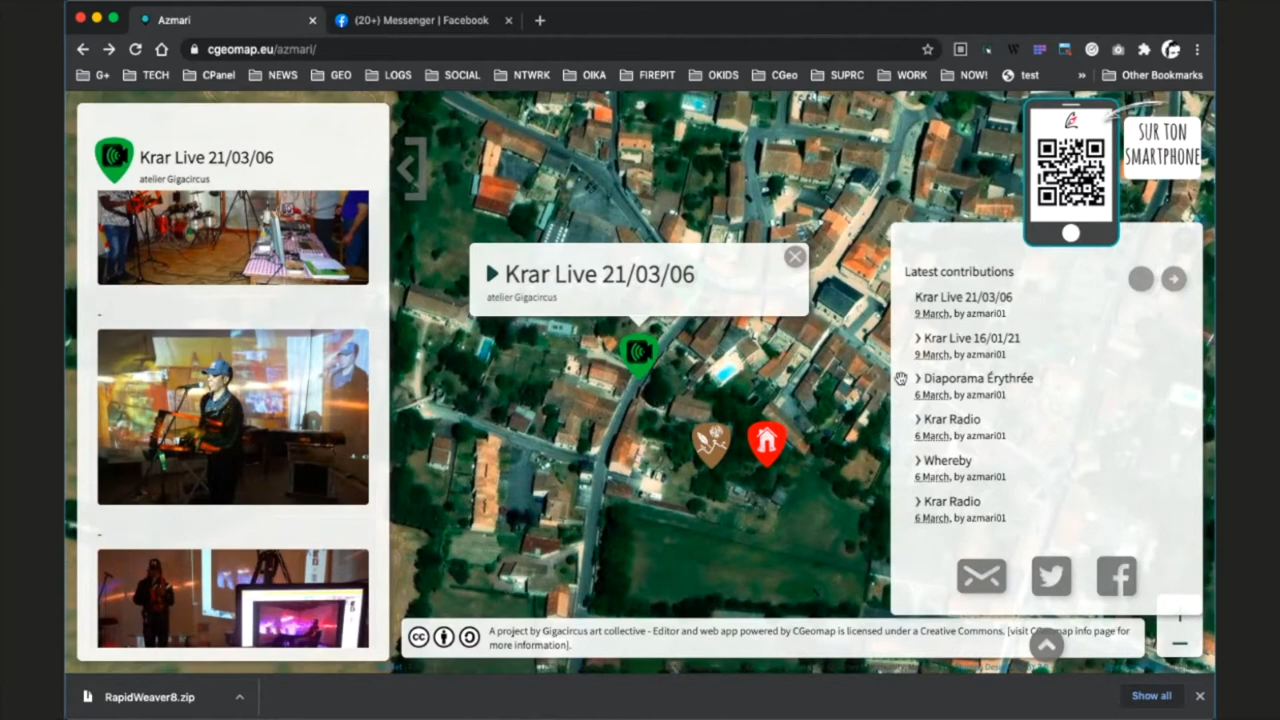 Azmari
(20+) Messenger | Facebook
cgeomap.eu/azmari/
G+
TECH
CPanel
NEWS
GEO
LOGS
SOCIAL
NTWRK
OIKA
FIREPIT
OKIDS
CGeo
SUPRC
WORK
NOW!
test
»
Other Bookmarks
Krar Live 21/03/06
atelier Gigacircus
-
-
Krar Live 21/03/06
atelier Gigacircus
SUR TON
SMARTPHONE
Latest contributions
Krar Live 21/03/06
9 March, by azmari01
Krar Live 16/01/21
9 March, by azmari01
Diaporama Érythrée
6 March, by azmari01
Krar Radio
6 March, by azmari01
Whereby
6 March, by azmari01
Krar Radio
6 March, by azmari01
A project by Gigacircus art collective - Editor and web app powered by CGeomap is licensed under a Creative Commons. [visit CGeomap info page for
more information].
RapidWeaver8.zip
Show all